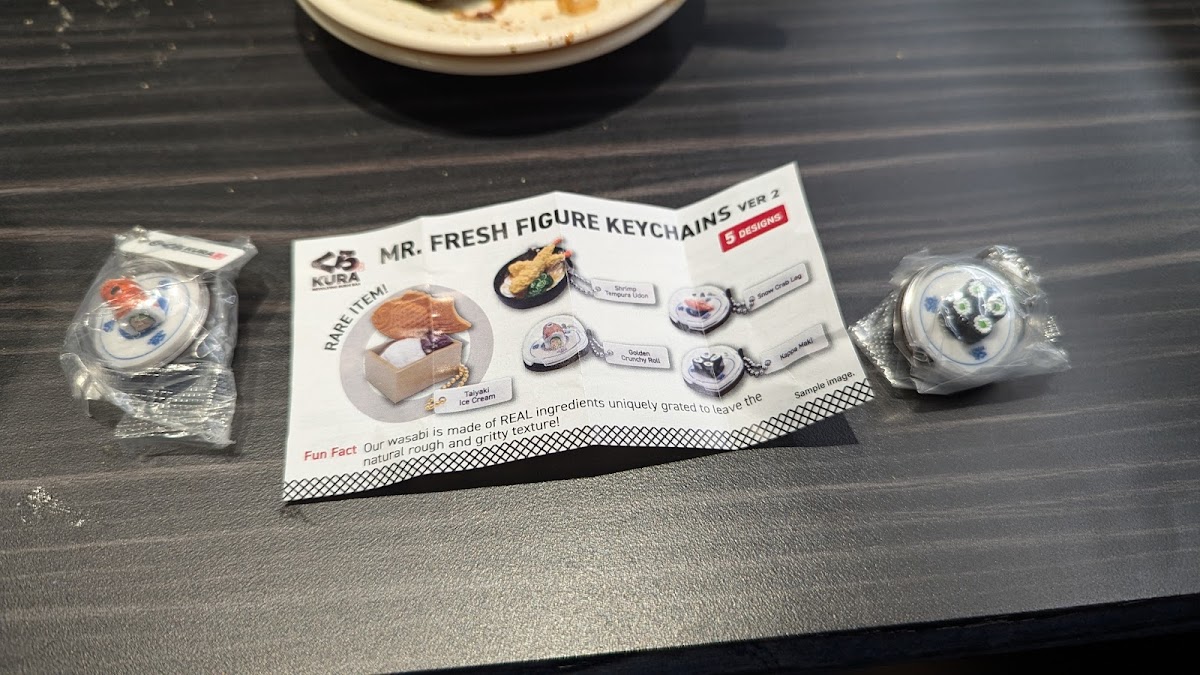 MR. FRESH FIGURE KEYCHAINS VER 2
5 DESIGNS
くら
KURA
RARE ITEM!
Taiyaki
Ice Cream
Shrimp
Tempura Udon
Golden
Crunchy Roll
Snow Crab Leg
Kappa Maki
Sample image.
Fun Fact Our wasabi is made of REAL ingredients uniquely grated to leave the
natural rough and gritty texture!